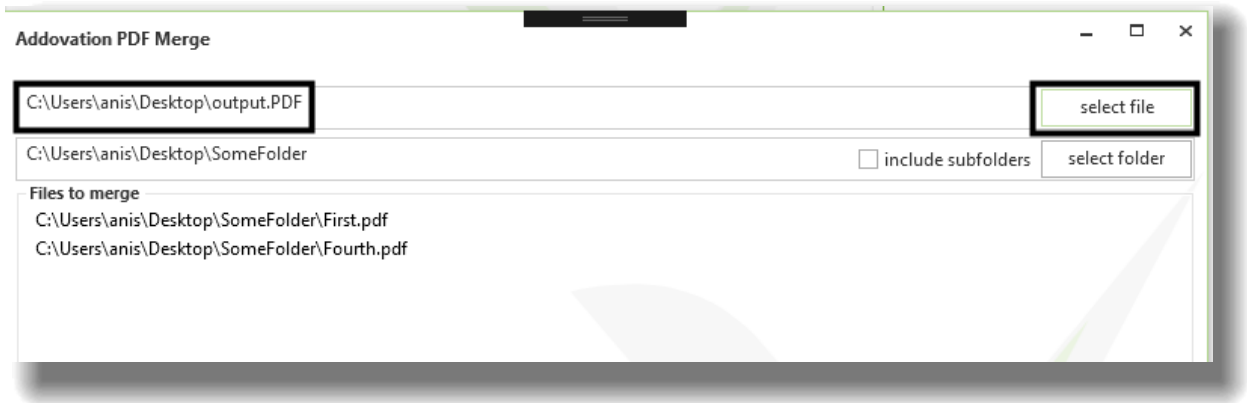 Addovation PDF Merge
C:\Users\anis\Desktop\output.PDF select file
C:\Users\anis\Desktop\SomeFolder include subfolders select folder
Files to merge
C:\Users\anis\Desktop\SomeFolder\First.pdf
C:\Users\anis\Desktop\SomeFolder\Fourth.pdf